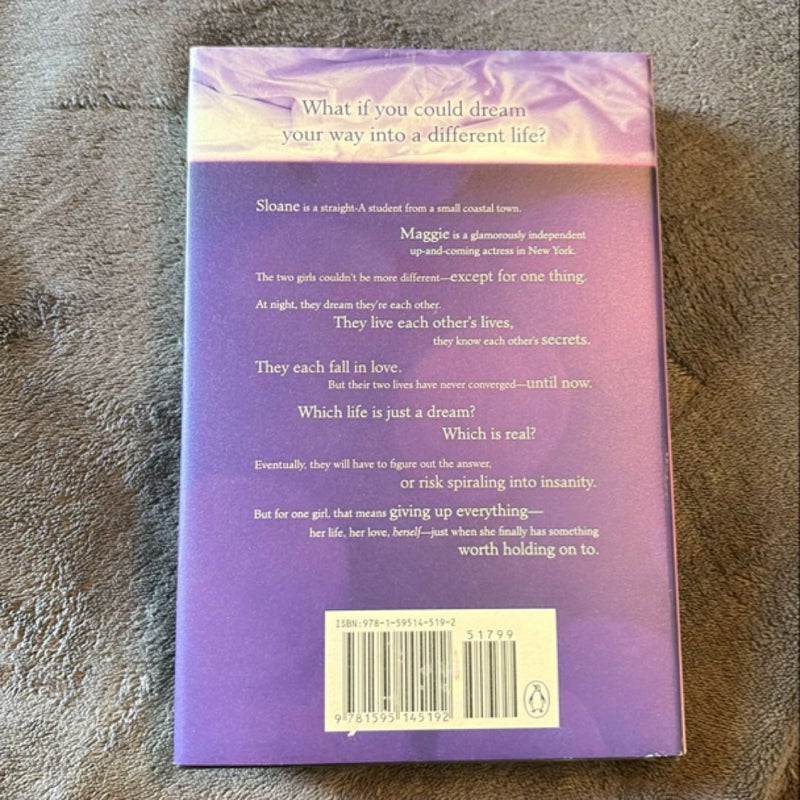 What if you could dream
your way into a different life?
Sloane is a straight-A student from a small coastal town.
Maggie is a glamorously independent
up-and-coming actress in New York.
The two girls couldn't be more different—except for one thing.
At night, they dream they're each other.
They live each other's lives,
they know each other's secrets.
They each fall in love.
But their two lives have never converged—until now.
Which life is just a dream?
Which is real?
Eventually, they will have to figure out the answer,
or risk spiraling into insanity.
But for one girl, that means giving up everything—
her life, her love, herself—just when she finally has something
worth holding on to.
ISBN:978-1-59514-519-2
51799
9 781595 145192